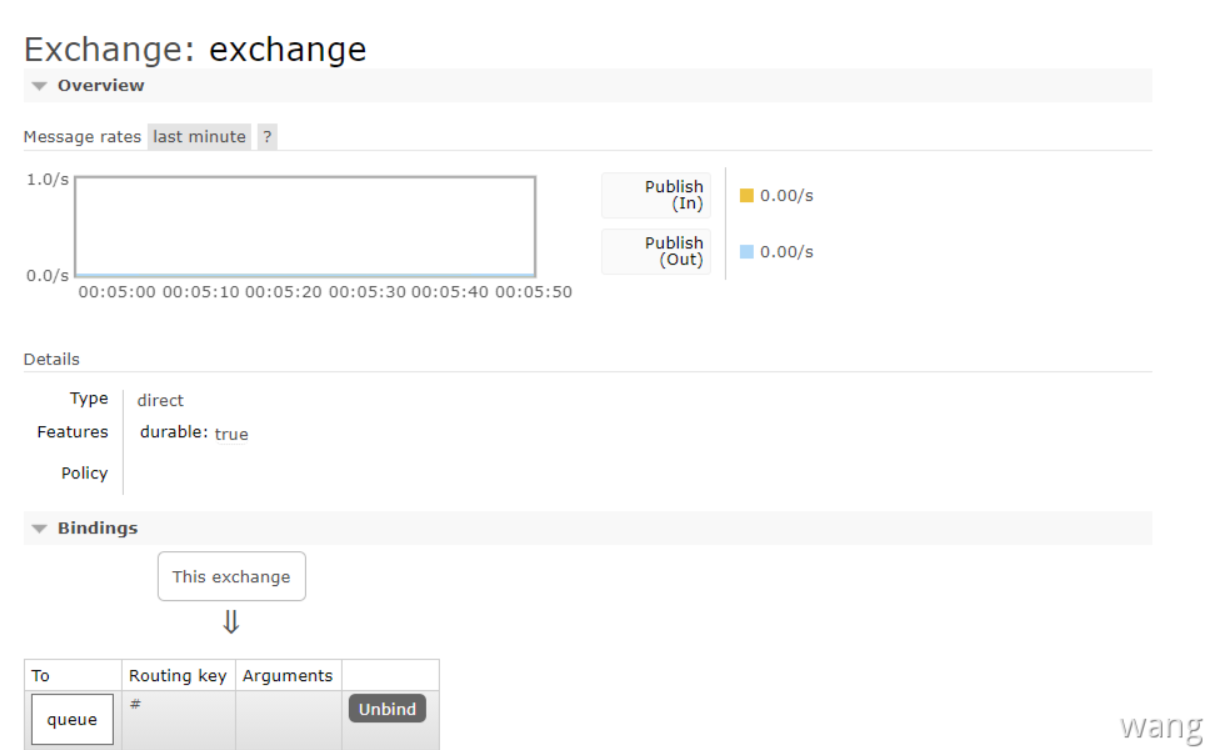 Exchange: exchange
Overview
Message rates last minute ?
1.0/s
0.0/s
00:05:00 00:05:10 00:05:20 00:05:30 00:05:40 00:05:50
Publish
(In)
0.00/s
Publish
(Out)
0.00/s
Details
Type direct
Features durable: true
Policy
Bindings
This exchange
⇓
To Routing key Arguments
queue # Unbind
wang